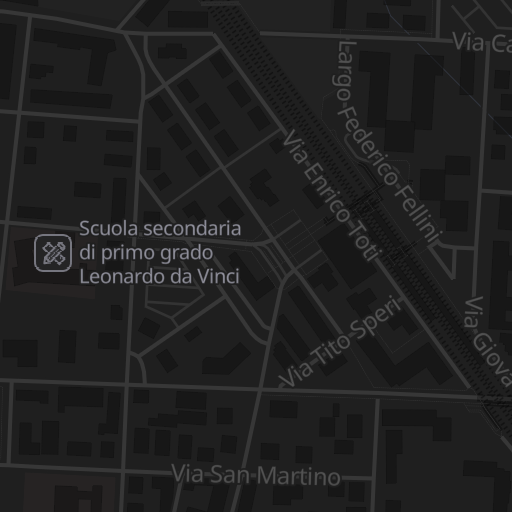 Via Ca
Largo Federico Fellini
Via Enrico Toti
Scuola secondaria
di primo grado
Leonardo da Vinci
Via Tito Speri
Via Giova
Via San Martino